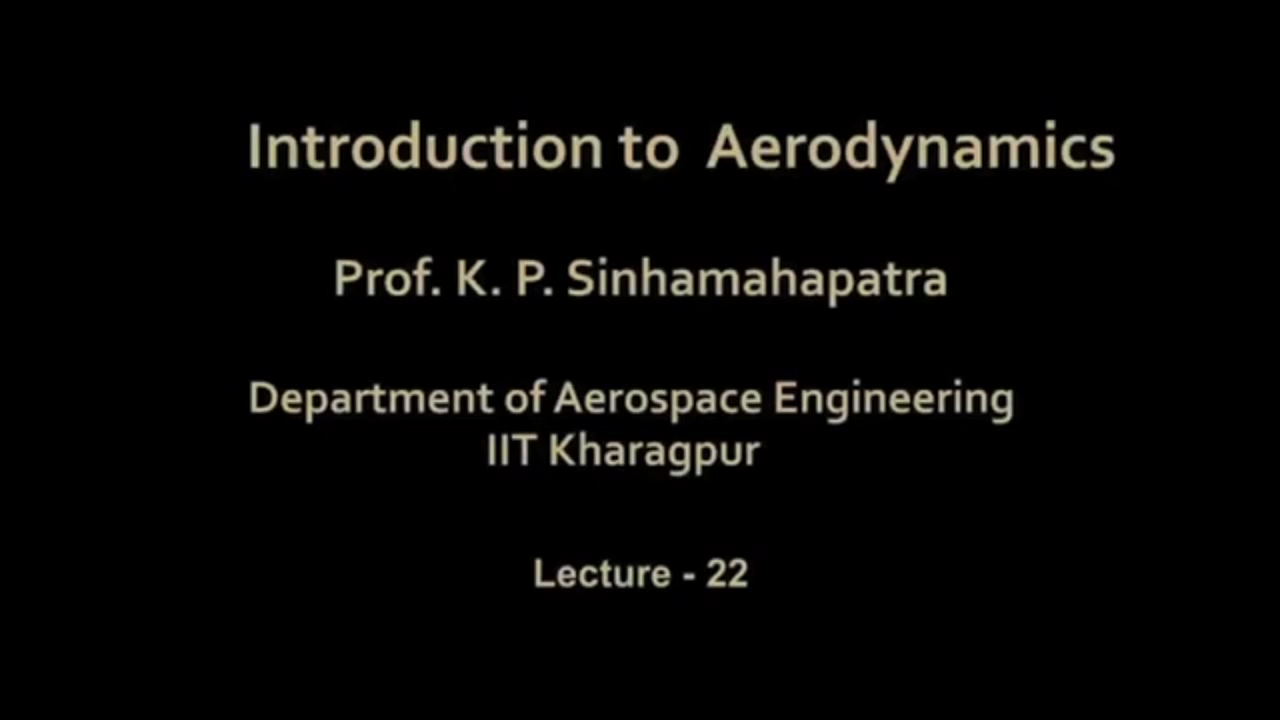 Introduction to Aerodynamics
Prof. K. P. Sinhamahapatra
Department of Aerospace Engineering
IIT Kharagpur
Lecture - 22